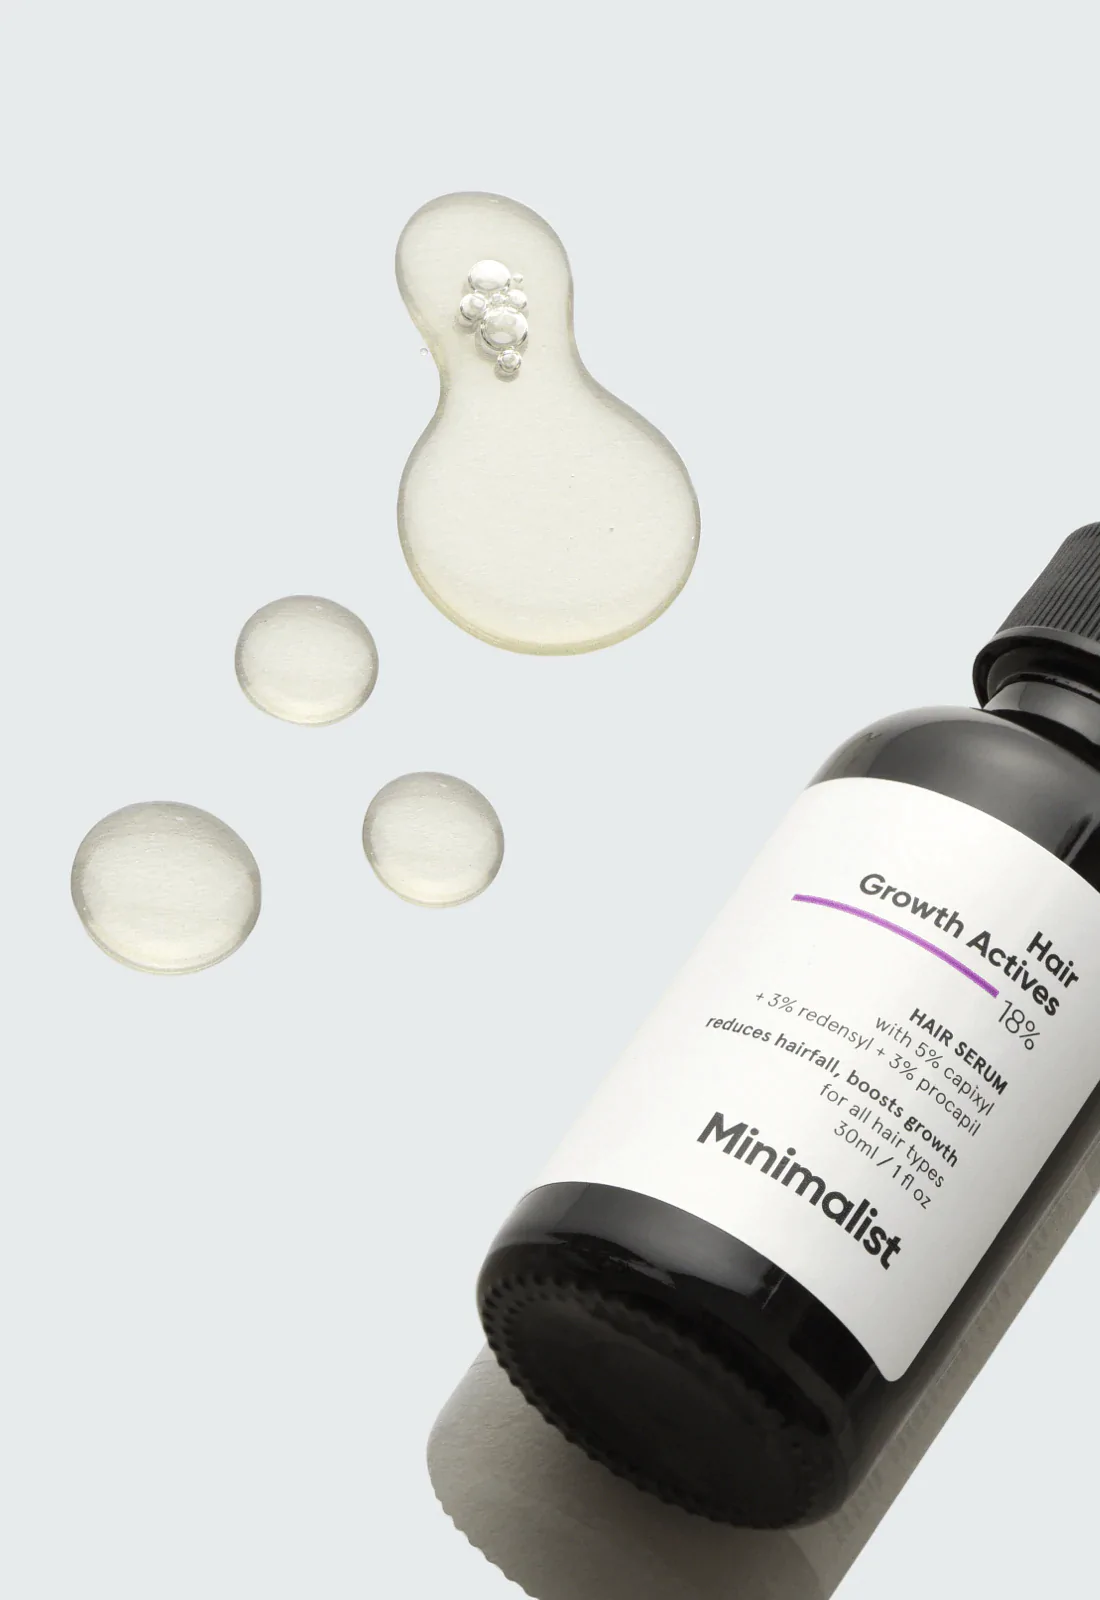 Hair
Growth Actives
18%
HAIR SERUM
with 5% capixyl
+ 3% redensyl + 3% procapil
reduces hairfall, boosts growth
for all hair types
30ml / 1 fl oz
Minimalist